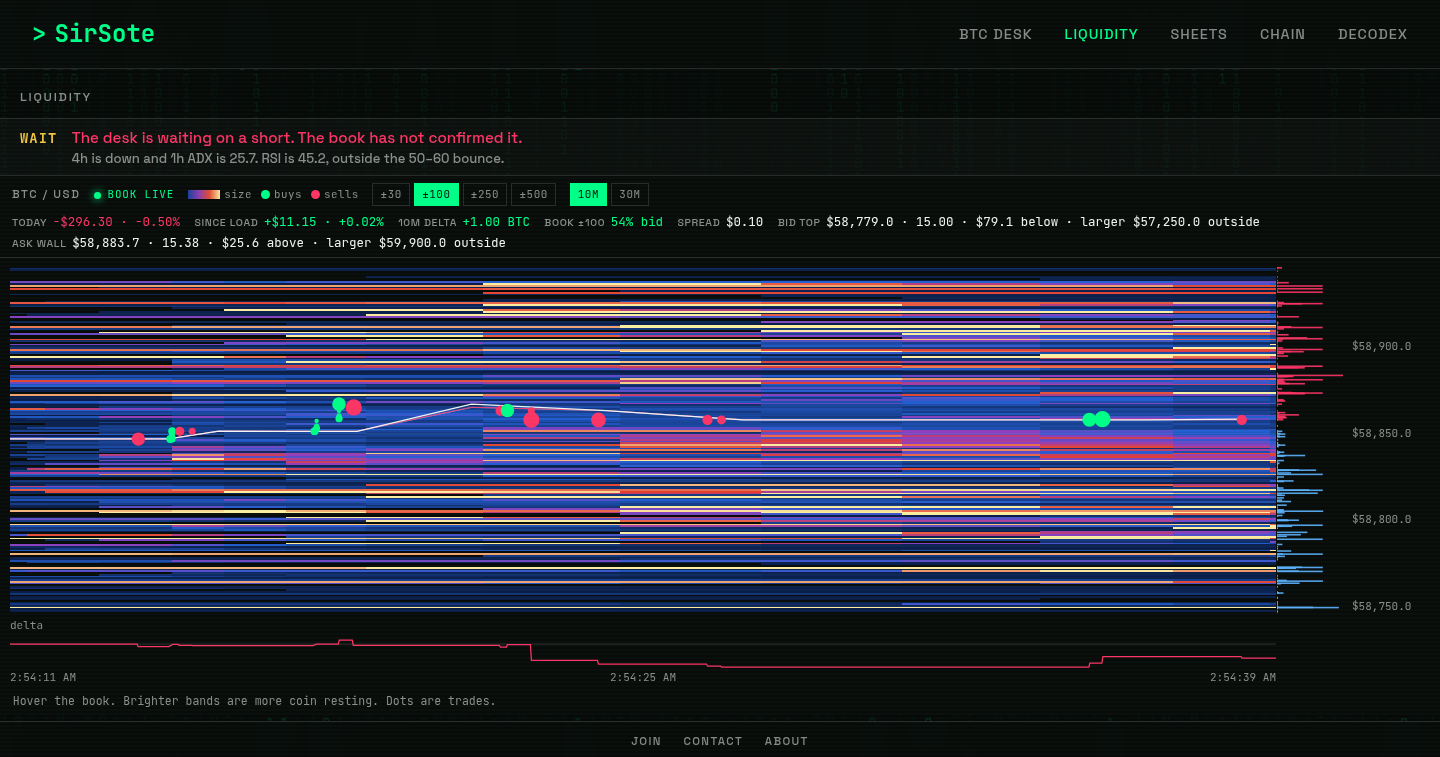 > SirSote
BTC DESK LIQUIDITY SHEETS CHAIN DECODEX
LIQUIDITY
WAIT The desk is waiting on a short. The book has not confirmed it.
4h is down and 1h ADX is 25.7. RSI is 45.2, outside the 50–60 bounce.
BTC / USD BOOK LIVE size buys sells ±30 ±100 ±250 ±500 10M 30M
TODAY -$296.30 · -0.50% SINCE LOAD +$11.15 · +0.02% 10M DELTA +1.00 BTC BOOK ±100 54% bid SPREAD $0.10 BID TOP $58,779.0 · 15.00 · $79.1 below · larger $57,250.0 outside
ASK WALL $58,883.7 · 15.38 · $25.6 above · larger $59,900.0 outside
$58,900.0
$58,850.0
$58,800.0
$58,750.0
delta
2:54:11 AM 2:54:25 AM 2:54:39 AM
Hover the book. Brighter bands are more coin resting. Dots are trades.
JOIN CONTACT ABOUT